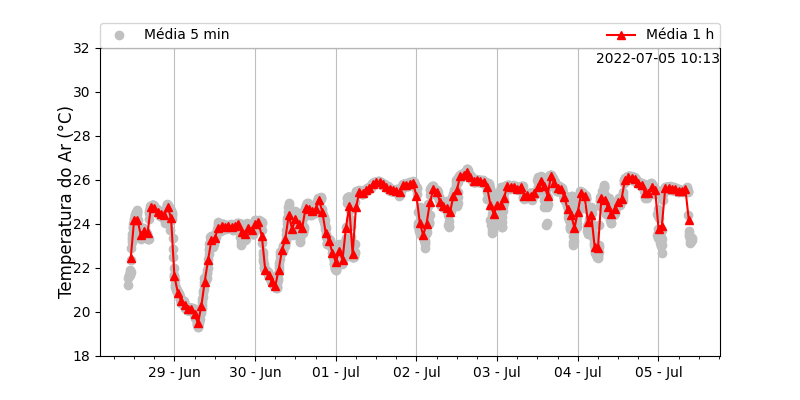 Média 5 min
Média 1 h
2022-07-05 10:13
Temperatura do Ar (°C)
32
30
28
26
24
22
20
18
29 - Jun
30 - Jun
01 - Jul
02 - Jul
03 - Jul
04 - Jul
05 - Jul